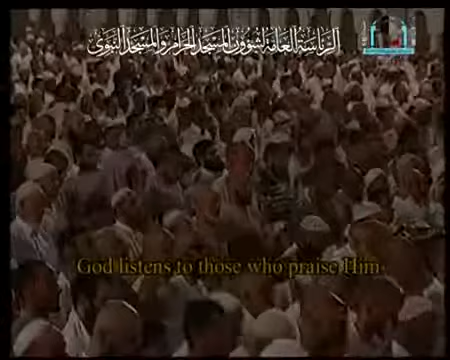 الرئاسة العامة لشؤون المسجد الحرام والمسجد النبوي
God listens to those who praise Him